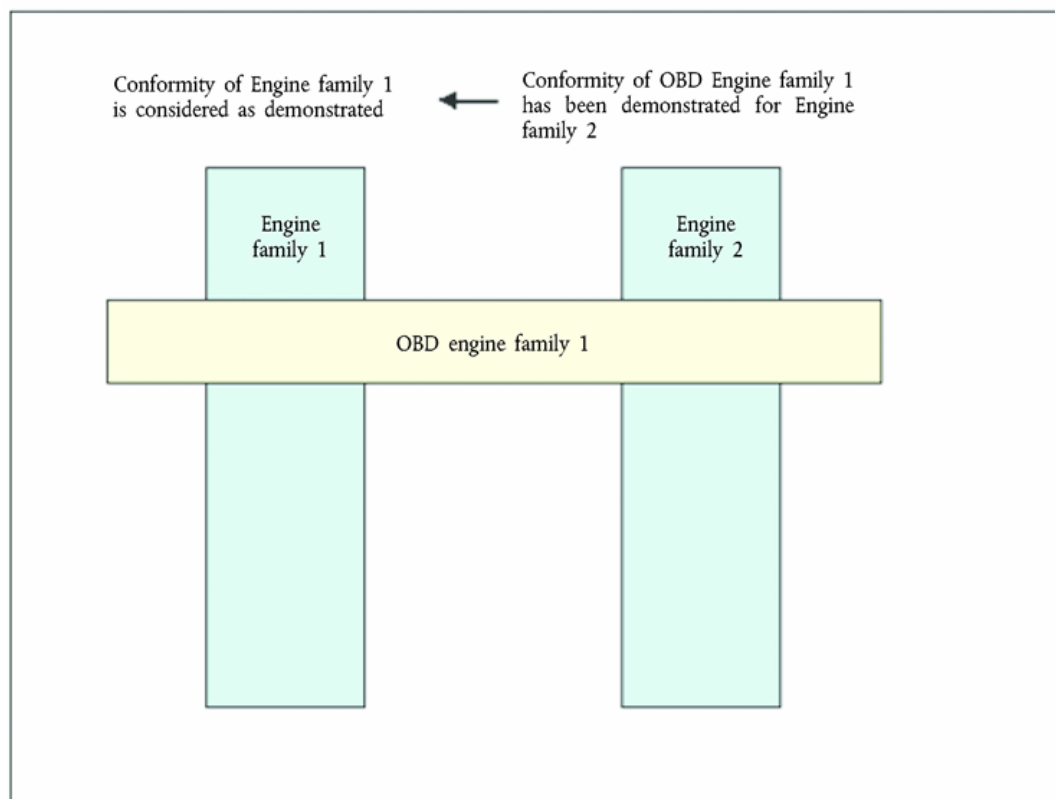 Conformity of Engine family 1
is considered as demonstrated
Conformity of OBD Engine family 1
has been demonstrated for Engine
family 2
Engine
family 1
Engine
family 2
OBD engine family 1